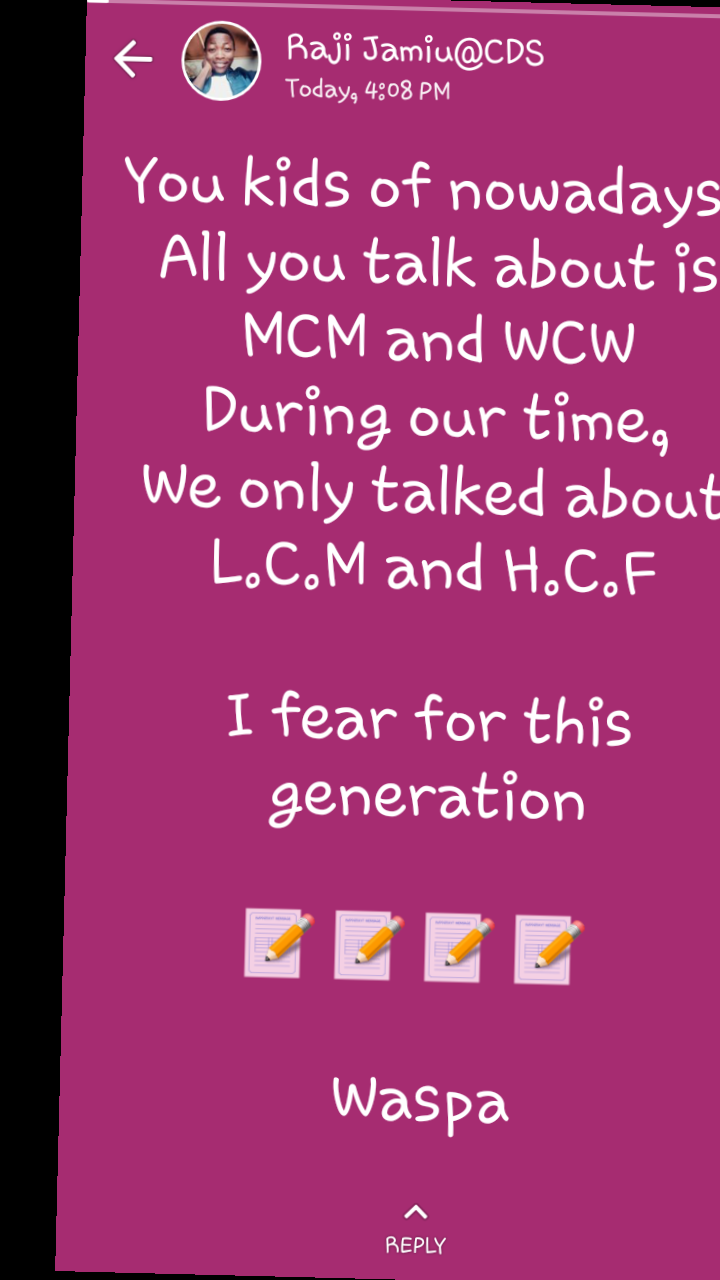 Raji Jamiu@CDS
Today, 4:08 PM
You kids of nowadays
All you talk about is
MCM and WCW
During our time,
We only talked about
L.C.M and H.C.F
I fear for this
generation
Waspa
REPLY